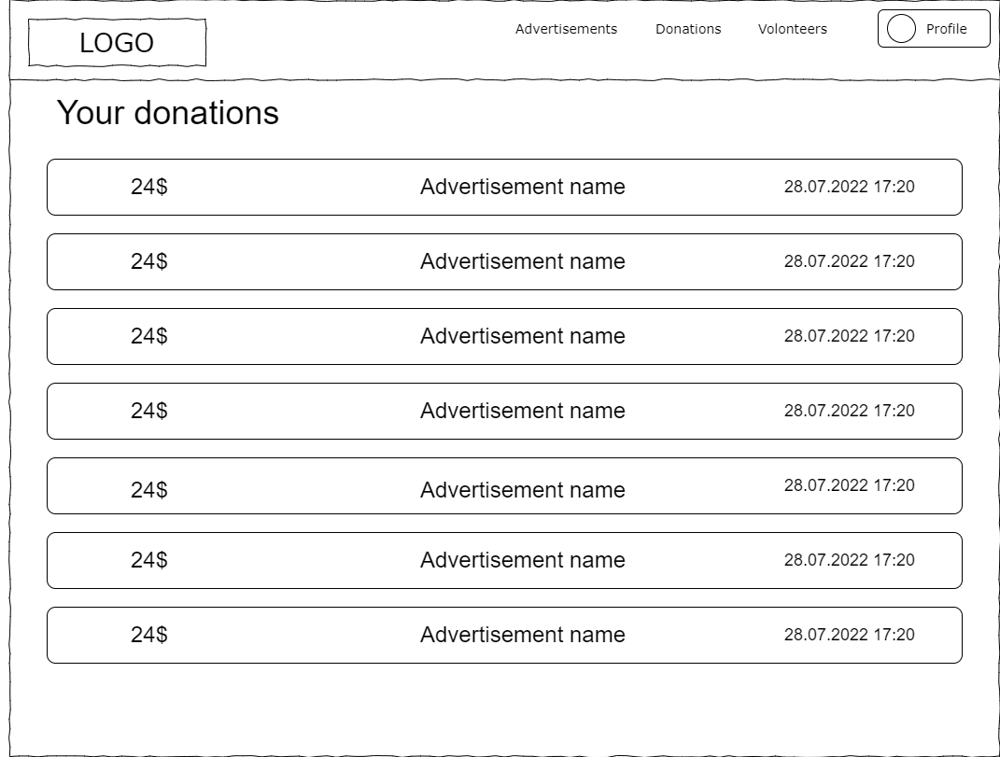 LOGO
Advertisements Donations Volonteers Profile
Your donations
24$ Advertisement name 28.07.2022 17:20
24$ Advertisement name 28.07.2022 17:20
24$ Advertisement name 28.07.2022 17:20
24$ Advertisement name 28.07.2022 17:20
24$ Advertisement name 28.07.2022 17:20
24$ Advertisement name 28.07.2022 17:20
24$ Advertisement name 28.07.2022 17:20